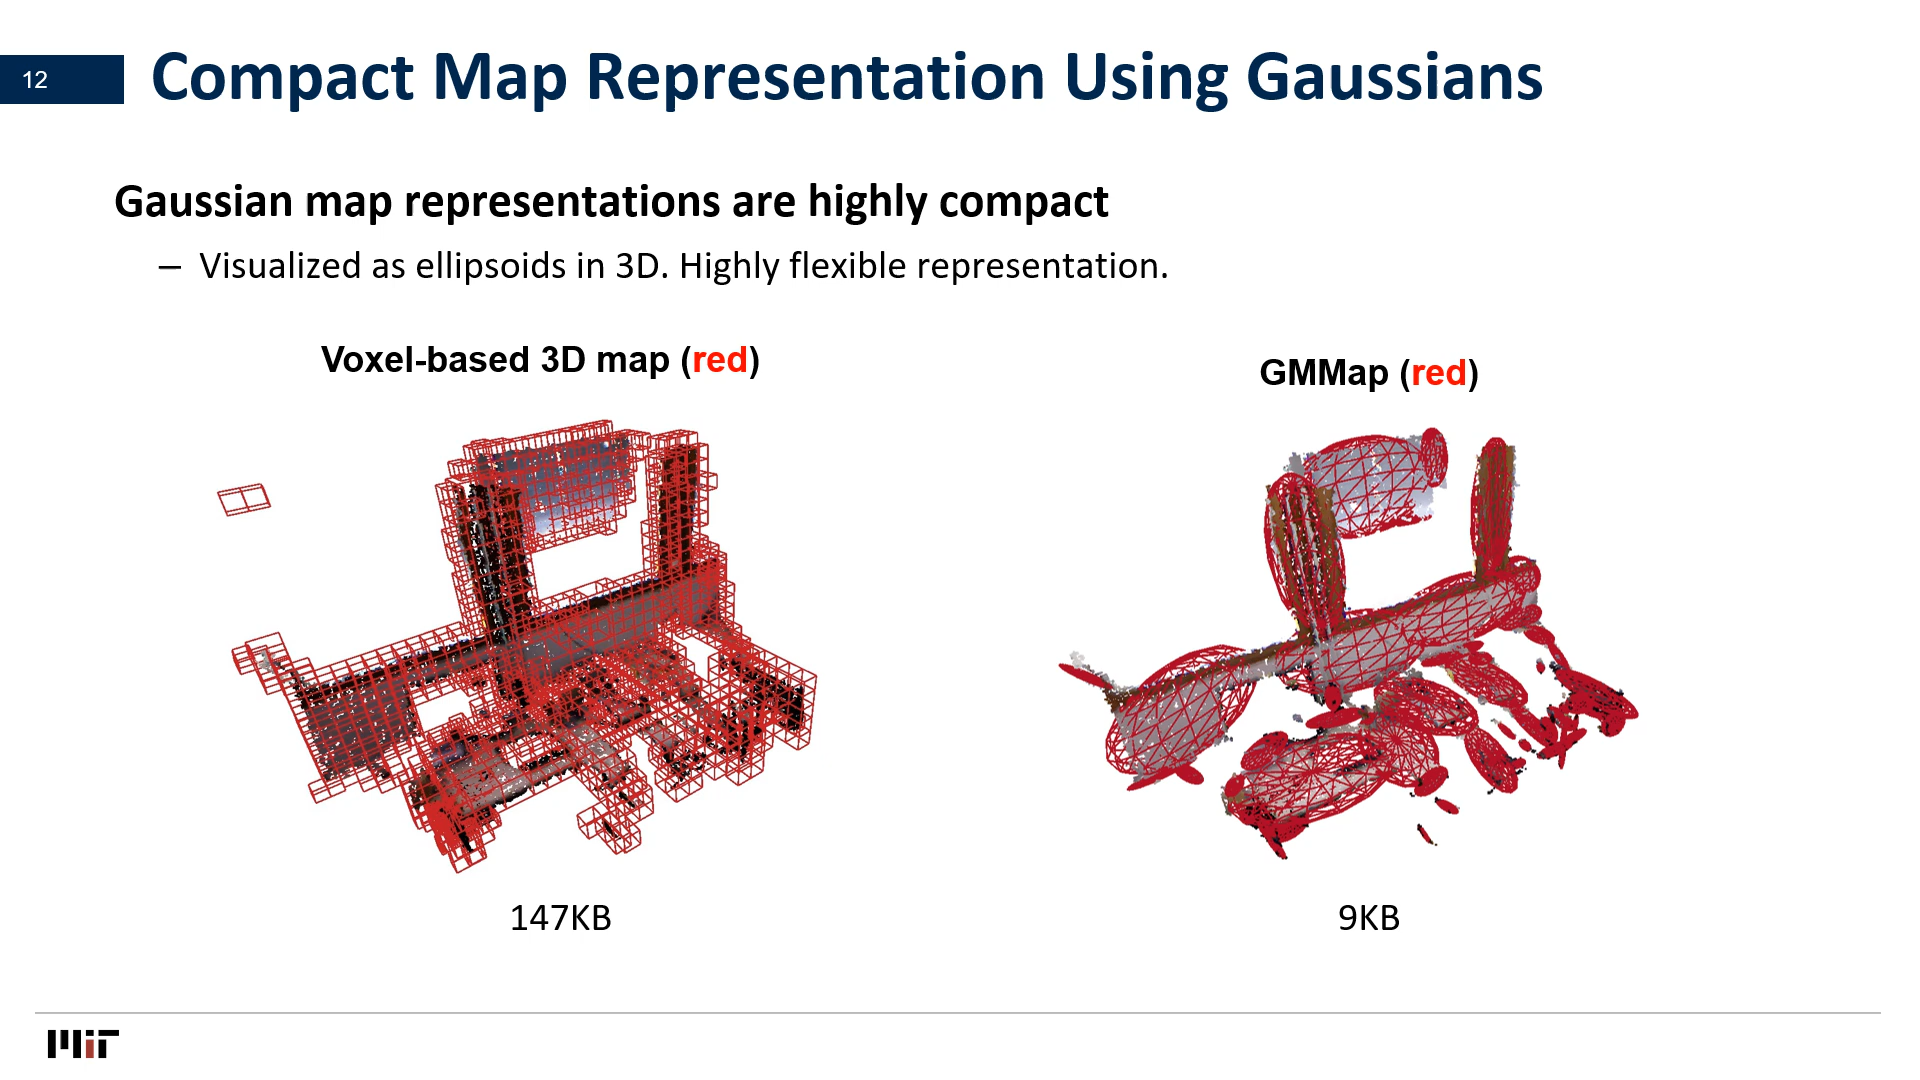 12
Compact Map Representation Using Gaussians
Gaussian map representations are highly compact
– Visualized as ellipsoids in 3D. Highly flexible representation.
Voxel-based 3D map (red)
GMMap (red)
147KB
9KB
MIT